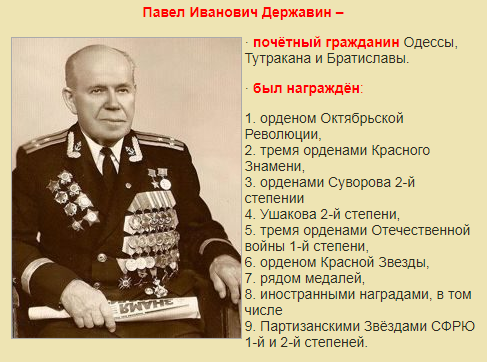 Павел Иванович Державин –
· почётный гражданин Одессы,
Тутракана и Братиславы.
· был награждён:
1. орденом Октябрьской
Революции,
2. тремя орденами Красного
Знамени,
3. орденами Суворова 2-й
степении
4. Ушакова 2-й степени,
5. тремя орденами Отечественной
войны 1-й степени,
6. орденом Красной Звезды,
7. рядом медалей,
8. иностранными наградами, в том
числе
9. Партизанскими Звёздами СФРЮ
1-й и 2-й степеней.